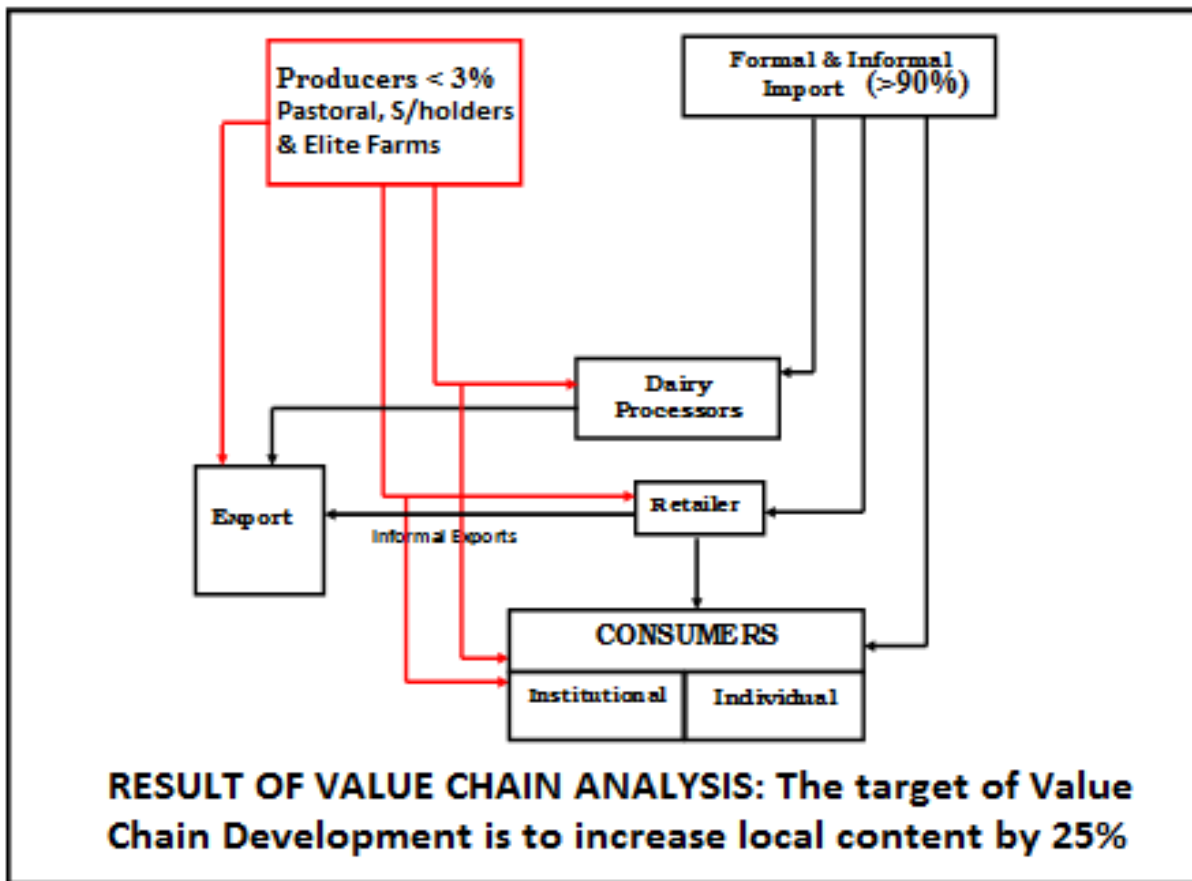 Producers < 3%
Pastoral, S/holders
& Elite Farms
Formal & Informal
Import (>90%)
Dairy
Processors
Export
Retailer
Informal Exports
CONSUMERS
Institutional
Individual
RESULT OF VALUE CHAIN ANALYSIS: The target of Value
Chain Development is to increase local content by 25%